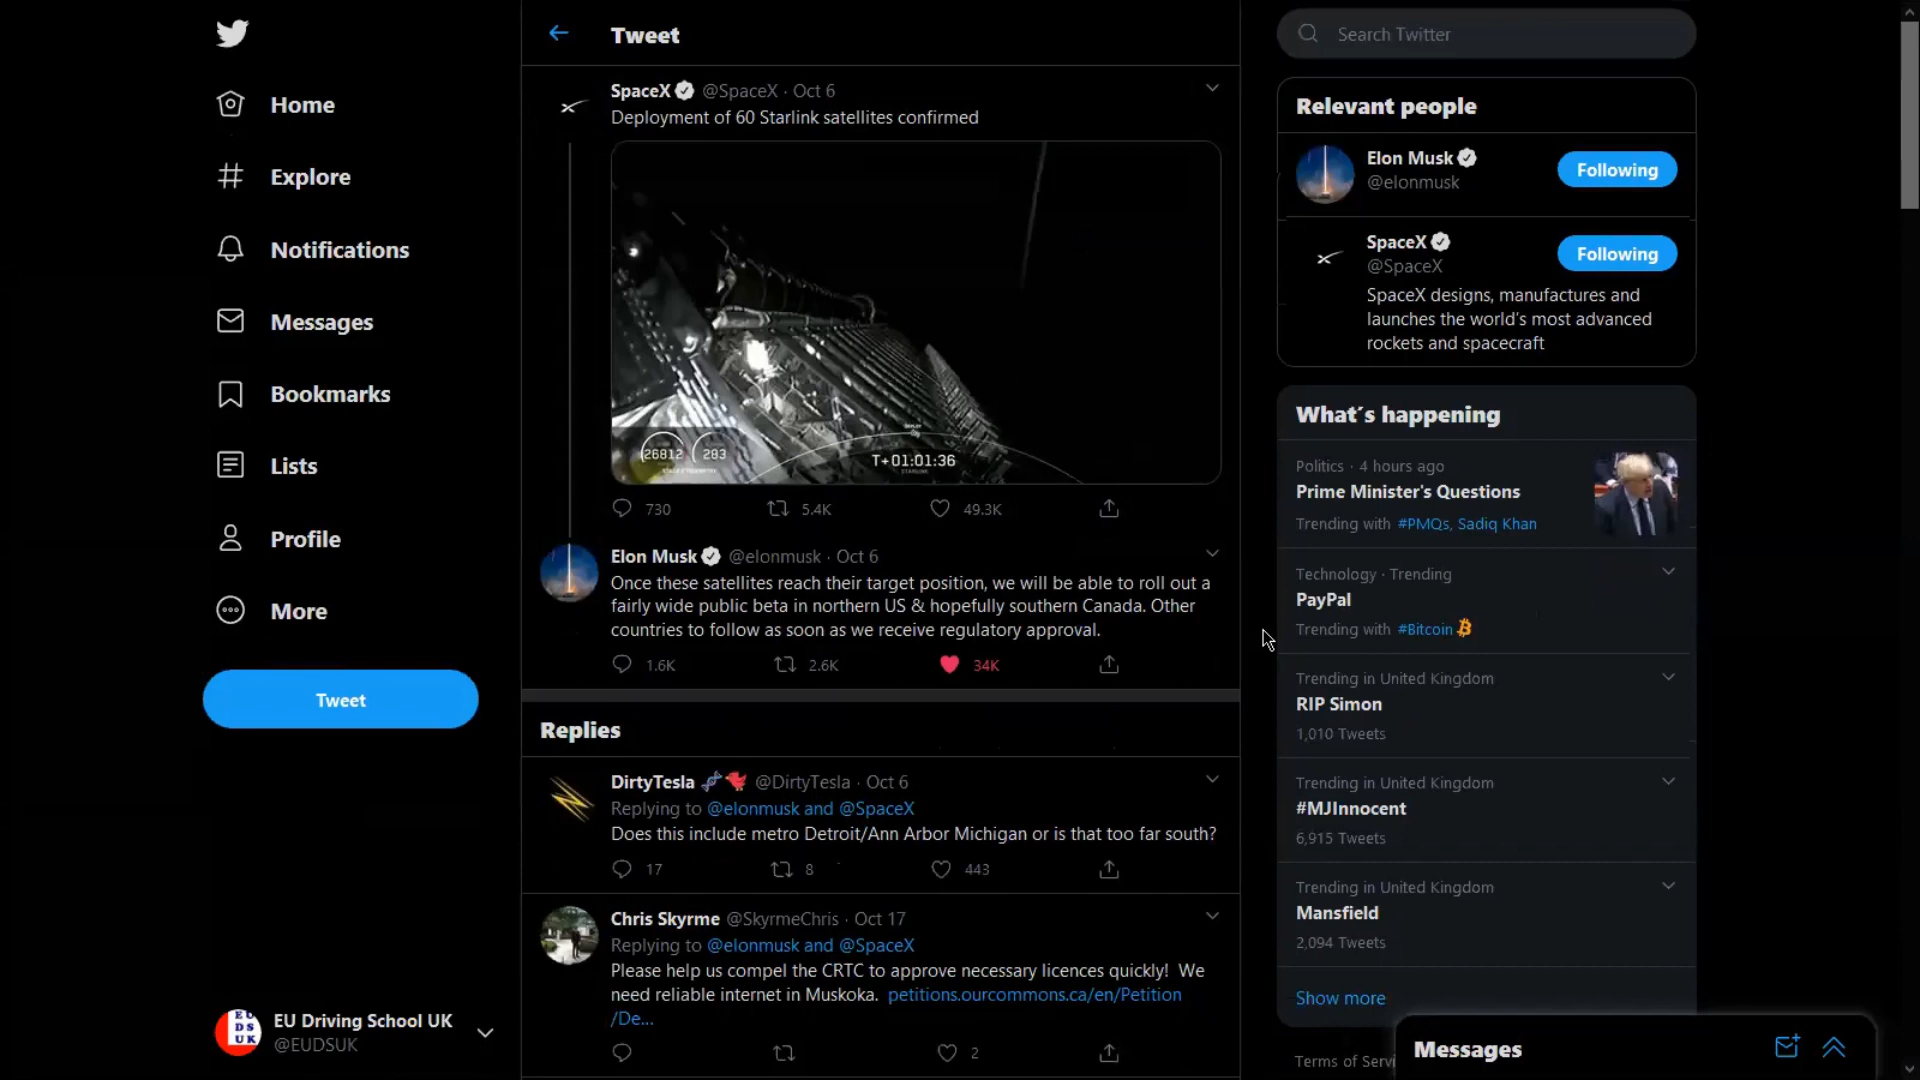 Home
Explore
Notifications
Messages
Bookmarks
Lists
Profile
More
Tweet
EU Driving School UK
@EUDSUK
EU
DS
UK
Tweet
SpaceX @SpaceX · Oct 6
Deployment of 60 Starlink satellites confirmed
26812 283
T+01:01:36
STARLINK
730 5.4K 49.3K
Elon Musk @elonmusk · Oct 6
Once these satellites reach their target position, we will be able to roll out a
fairly wide public beta in northern US & hopefully southern Canada. Other
countries to follow as soon as we receive regulatory approval.
1.6K 2.6K 34K
Replies
DirtyTesla @DirtyTesla · Oct 6
Replying to @elonmusk and @SpaceX
Does this include metro Detroit/Ann Arbor Michigan or is that too far south?
17 8 443
Chris Skyrme @SkyrmeChris · Oct 17
Replying to @elonmusk and @SpaceX
Please help us compel the CRTC to approve necessary licences quickly! We
need reliable internet in Muskoka. petitions.ourcommons.ca/en/Petition
/De...
2
Search Twitter
Relevant people
Elon Musk
@elonmusk
Following
SpaceX
@SpaceX
Following
SpaceX designs, manufactures and
launches the world's most advanced
rockets and spacecraft
What's happening
Politics · 4 hours ago
Prime Minister's Questions
Trending with #PMQs, Sadiq Khan
Technology · Trending
PayPal
Trending with #Bitcoin
Trending in United Kingdom
RIP Simon
1,010 Tweets
Trending in United Kingdom
#MJInnocent
6,915 Tweets
Trending in United Kingdom
Mansfield
2,094 Tweets
Show more
Terms of Servi
Messages